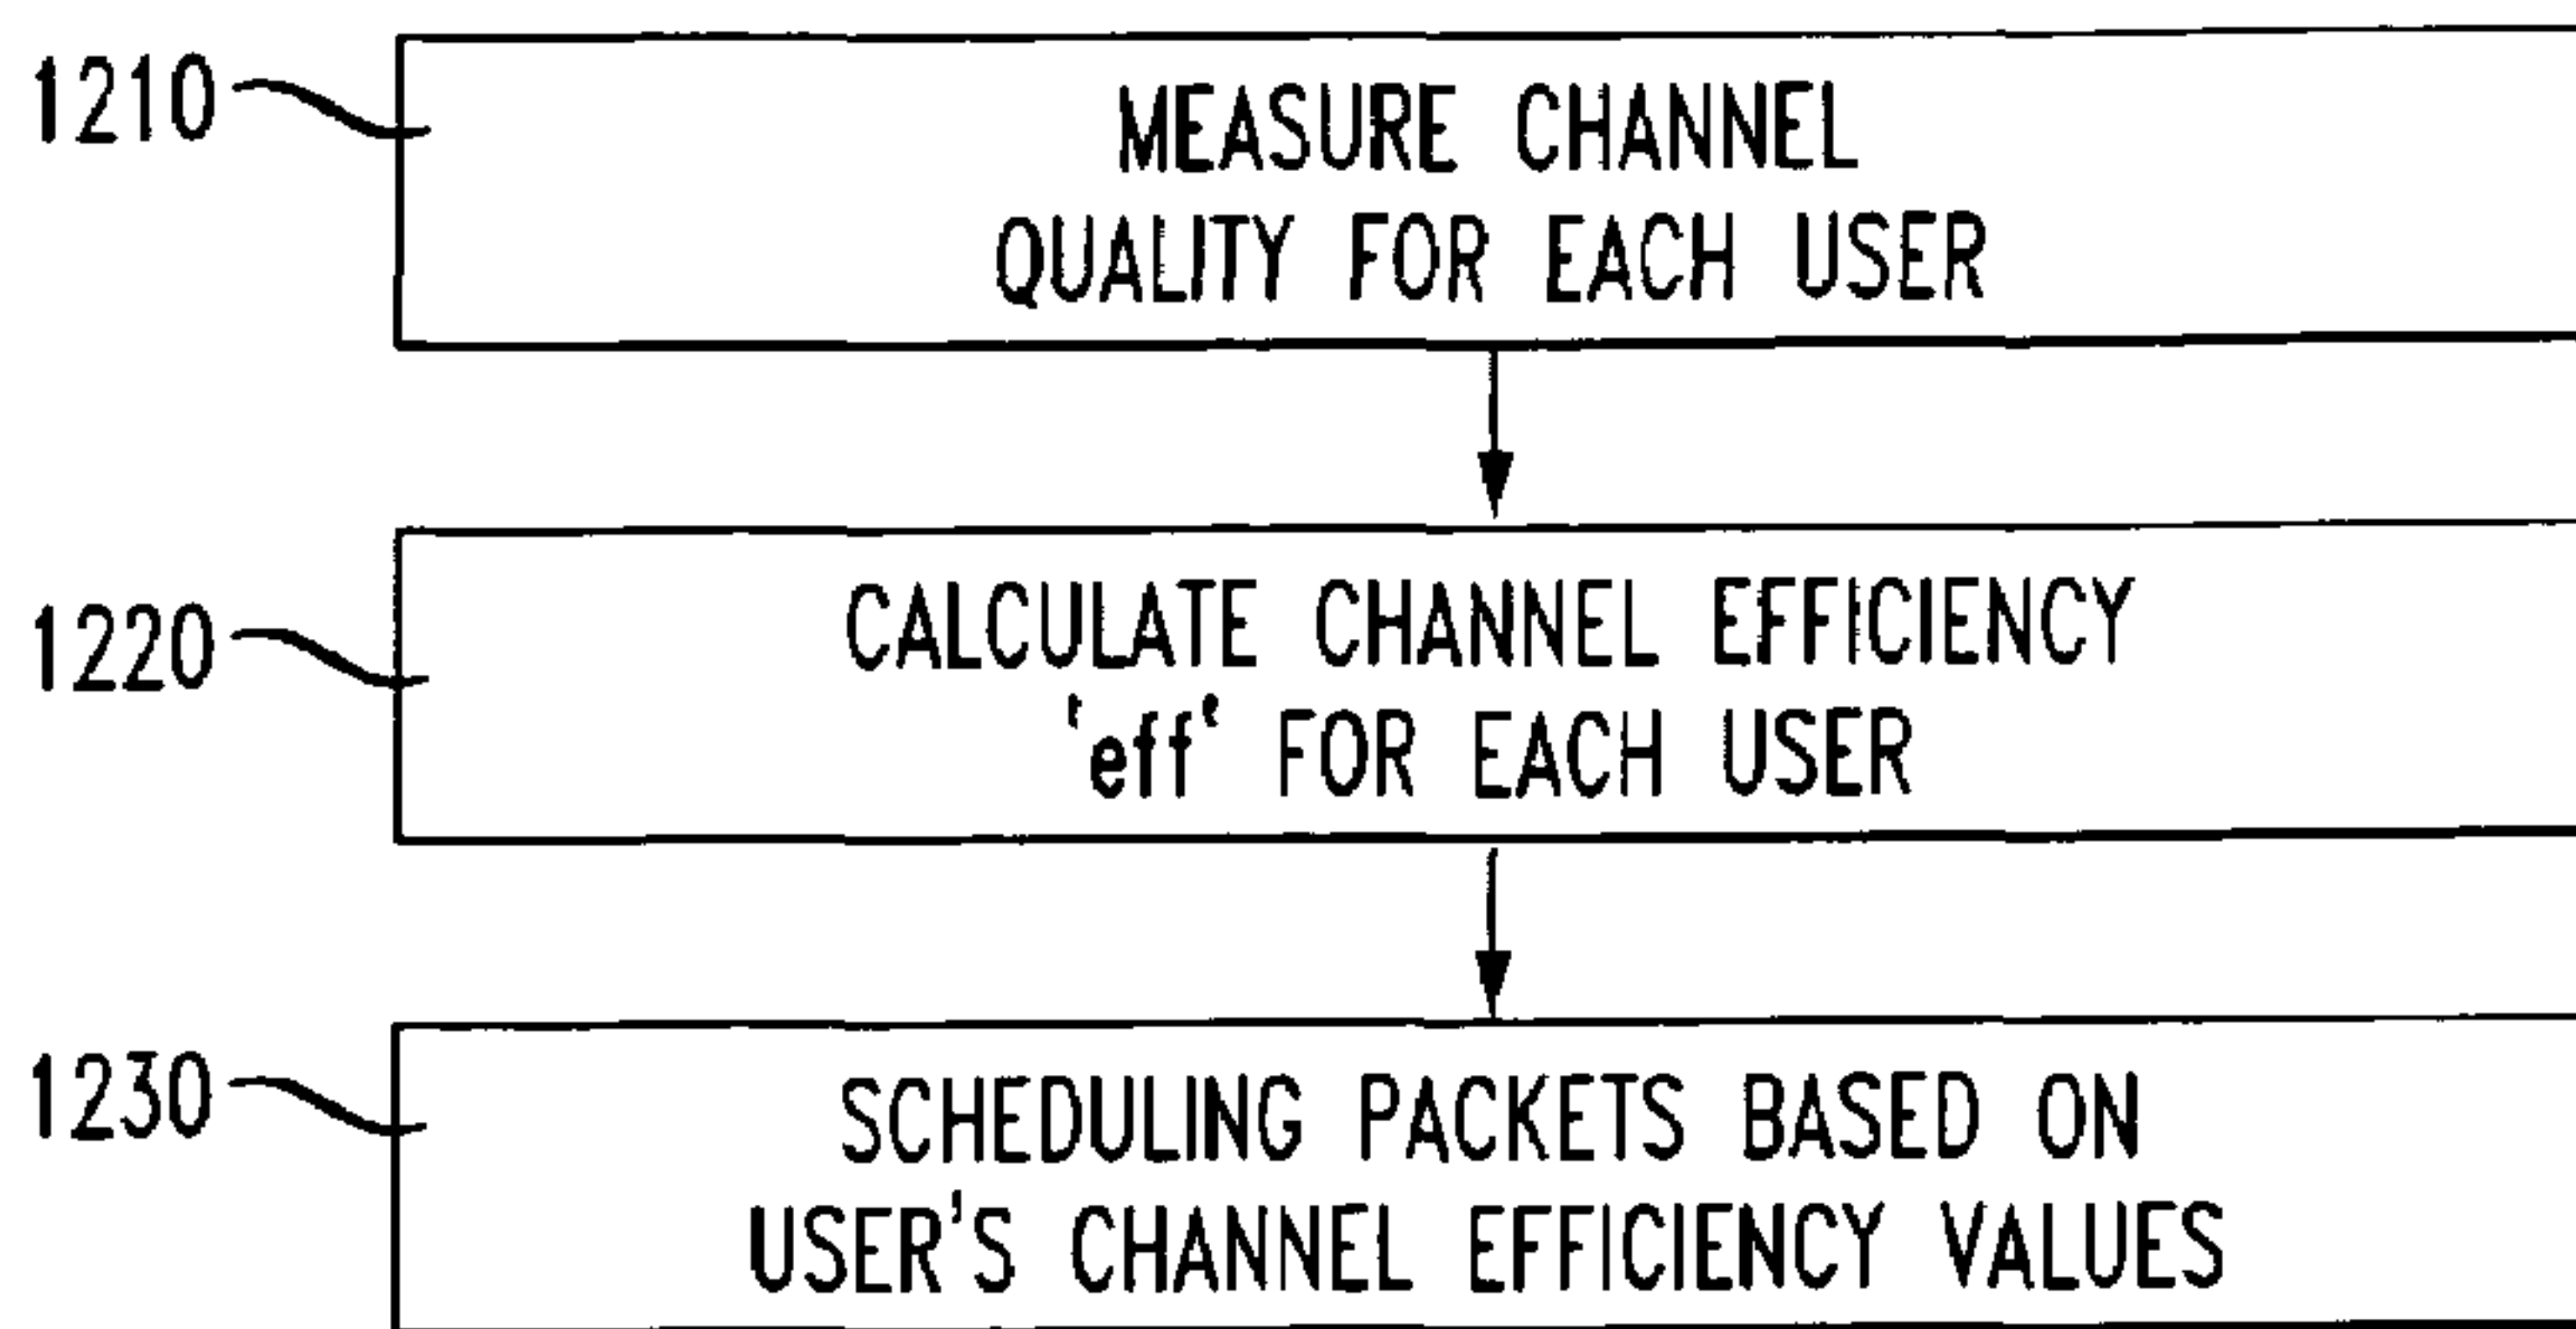 1210
MEASURE CHANNEL
QUALITY FOR EACH USER
1220
CALCULATE CHANNEL EFFICIENCY
'eff' FOR EACH USER
1230
SCHEDULING PACKETS BASED ON
USER'S CHANNEL EFFICIENCY VALUES